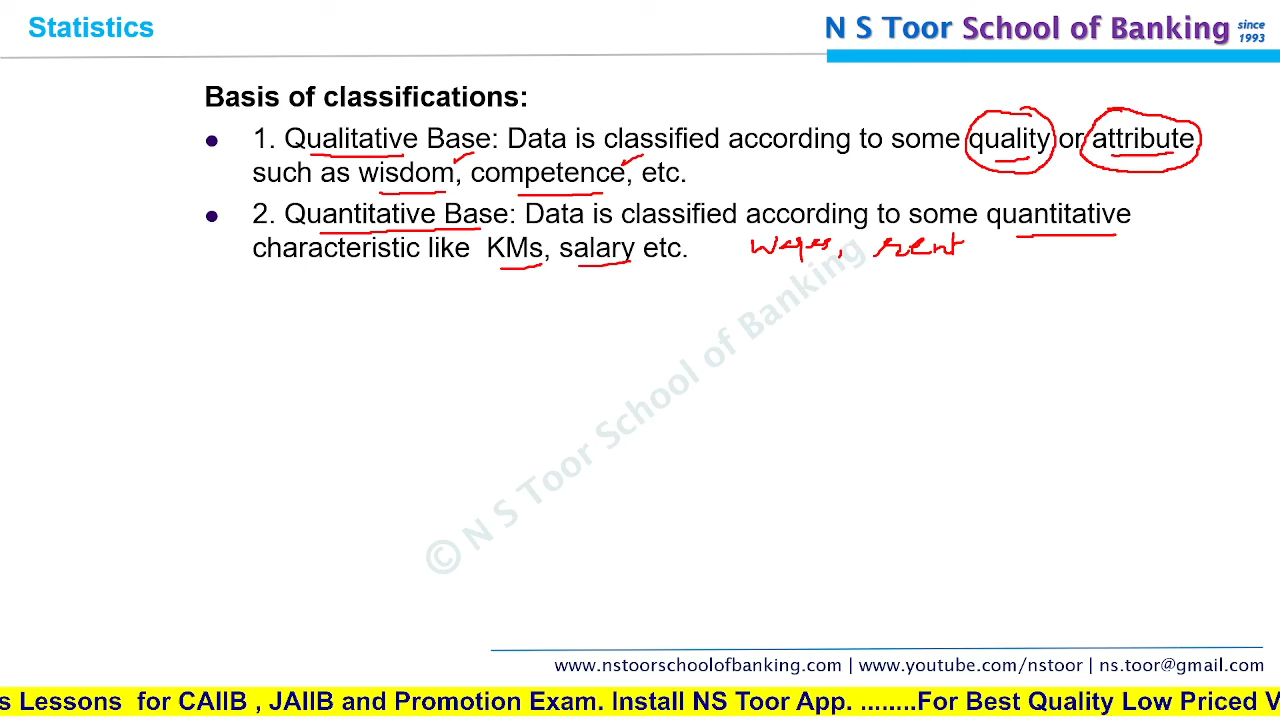 Statistics
N S Toor School of Banking since 1993
Basis of classifications:
1. Qualitative Base: Data is classified according to some quality or attribute
such as wisdom, competence, etc.
2. Quantitative Base: Data is classified according to some quantitative
characteristic like KMs, salary etc. wages, rent
© N S Toor School of Banking
www.nstoorschoolofbanking.com | www.youtube.com/nstoor | ns.toor@gmail.com
s Lessons for CAIIB , JAIIB and Promotion Exam. Install NS Toor App. ........For Best Quality Low Priced V